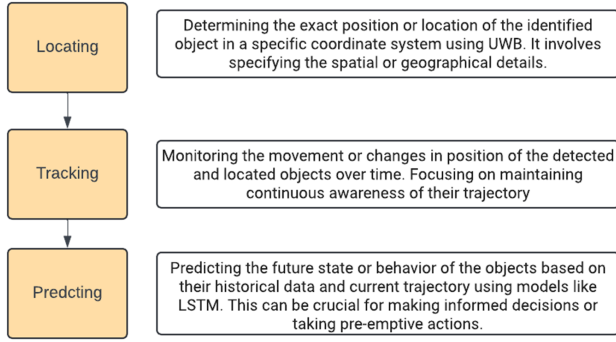 Locating
Determining the exact position or location of the identified
object in a specific coordinate system using UWB. It involves
specifying the spatial or geographical details.
Tracking
Monitoring the movement or changes in position of the detected
and located objects over time. Focusing on maintaining
continuous awareness of their trajectory
Predcting
Predicting the future state or behavior of the objects based on
their historical data and current trajectory using models like
LSTM. This can be crucial for making informed decisions or
taking pre-emptive actions.